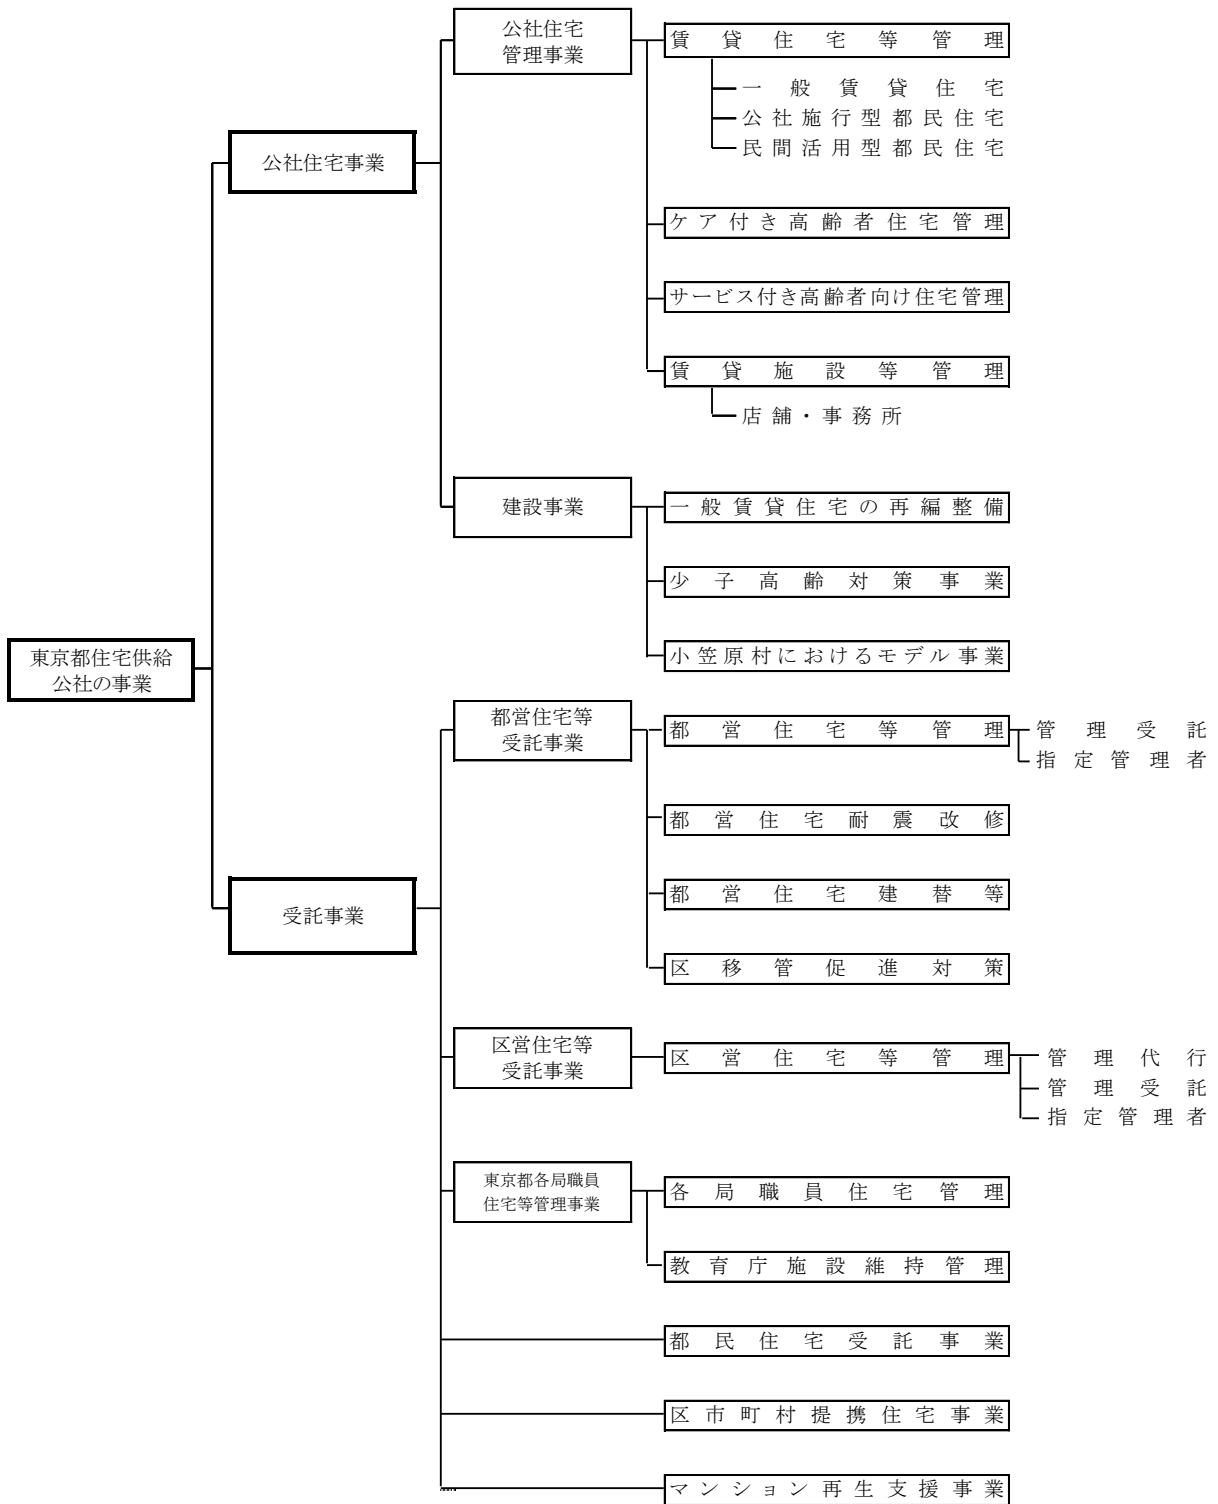 東京都住宅供給
公社の事業
公社住宅事業
公社住宅
管理事業
賃貸住宅等管理
一般賃貸住宅
公社施行型都民住宅
民間活用型都民住宅
ケア付き高齢者住宅管理
サービス付き高齢者向け住宅管理
賃貸施設等管理
店舗・事務所
建設事業
一般賃貸住宅の再編整備
少子高齢対策事業
小笠原村におけるモデル事業
受託事業
都営住宅等
受託事業
都営住宅等管理
管理受託
指定管理者
都営住宅耐震改修
都営住宅建替等
区移管促進対策
区営住宅等
受託事業
区営住宅等管理
管理代行
管理受託
指定管理者
東京都各局職員
住宅等管理事業
各局職員住宅管理
教育庁施設維持管理
都民住宅受託事業
区市町村提携住宅事業
マンション再生支援事業